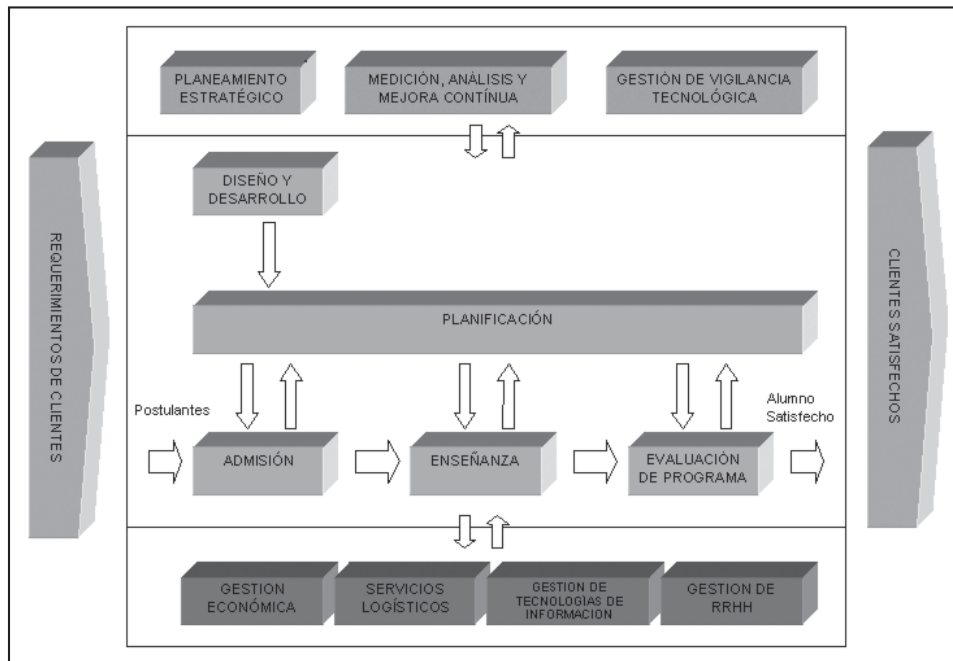 PLANEAMIENTO
ESTRATÉGICO
MEDICIÓN, ANÁLISIS Y
MEJORA CONTÍNUA
GESTIÓN DE VIGILANCIA
TECNOLÓGICA
REQUERIMIENTOS DE CLIENTES
DISEÑO Y
DESARROLLO
PLANIFICACIÓN
Postulantes
ADMISIÓN
ENSEÑANZA
EVALUACIÓN
DE PROGRAMA
Alumno
Satisfecho
CLIENTES SATISFECHOS
GESTION
ECONÓMICA
SERVICIOS
LOGÍSTICOS
GESTION DE
TECNOLOGÍAS DE
INFORMACION
GESTION DE
RRHH